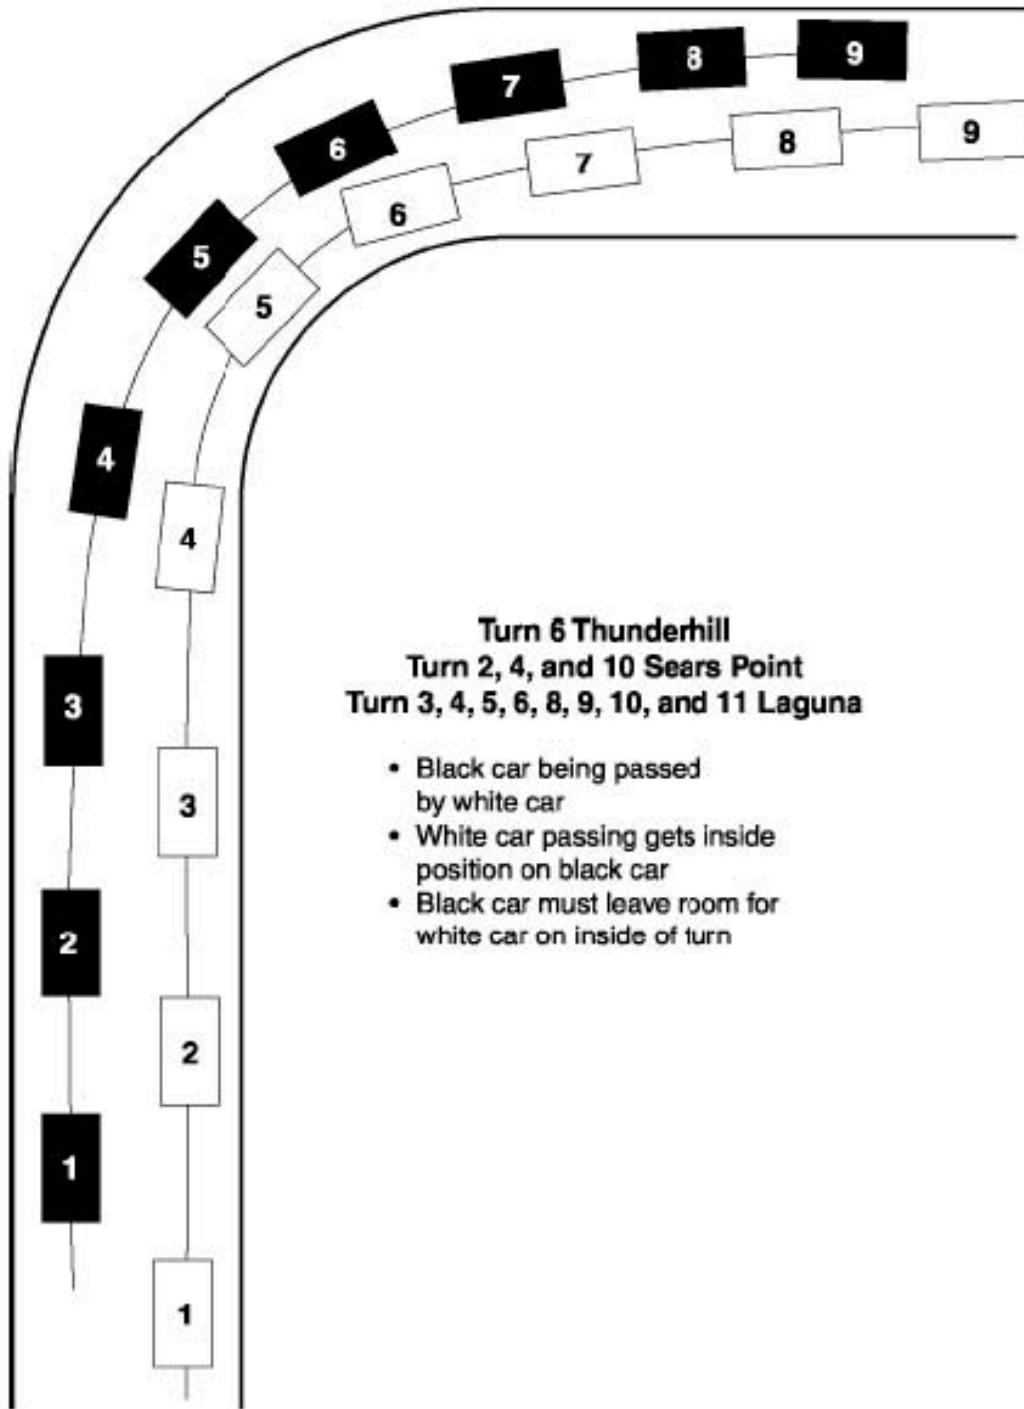 9
8
7
6
5
9
8
7
6
5
4
4
3
3
2
2
1
1
Turn 6 Thunderhill
Turn 2, 4, and 10 Sears Point
Turn 3, 4, 5, 6, 8, 9, 10, and 11 Laguna
• Black car being passed
by white car
• White car passing gets inside
position on black car
• Black car must leave room for
white car on inside of turn